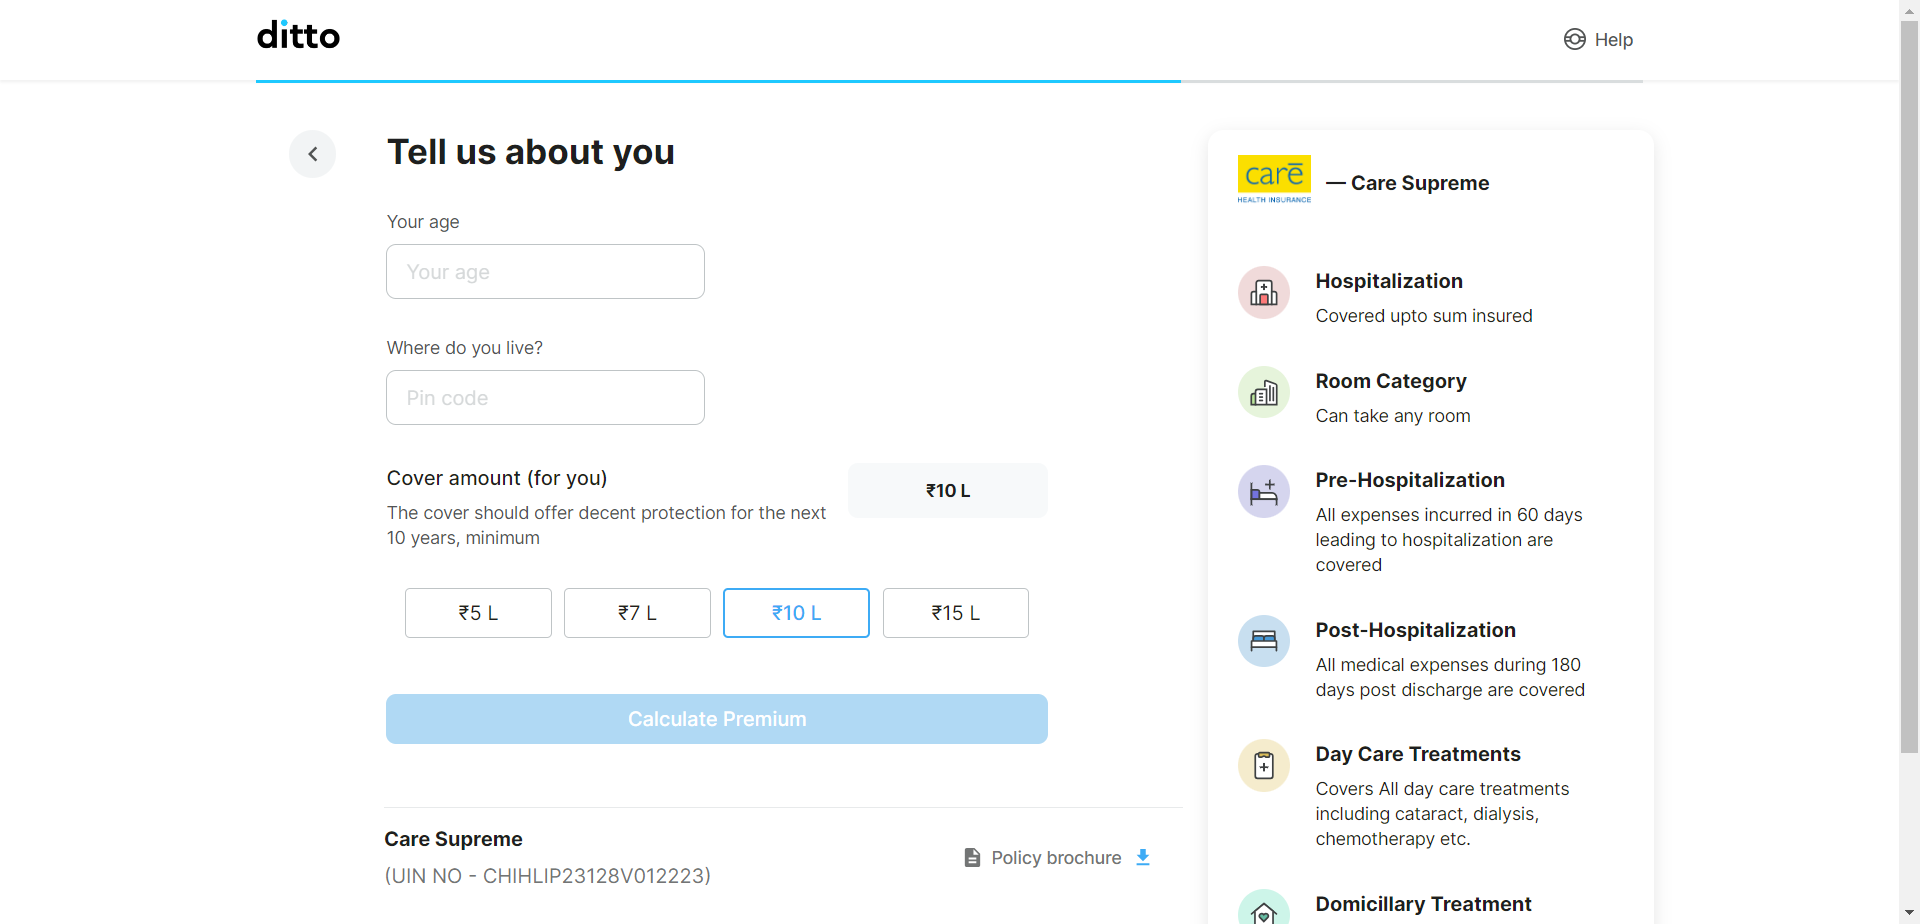 ditto
Help
Tell us about you
Your age
Your age
Where do you live?
Pin code
Cover amount (for you)
The cover should offer decent protection for the next
10 years, minimum
₹10 L
₹5 L
₹7 L
₹10 L
₹15 L
Calculate Premium
Care Supreme
(UIN NO - CHIHLIP23128V012223)
Policy brochure
carē
HEALTH INSURANCE
— Care Supreme
Hospitalization
Covered upto sum insured
Room Category
Can take any room
Pre-Hospitalization
All expenses incurred in 60 days
leading to hospitalization are
covered
Post-Hospitalization
All medical expenses during 180
days post discharge are covered
Day Care Treatments
Covers All day care treatments
including cataract, dialysis,
chemotherapy etc.
Domicillary Treatment